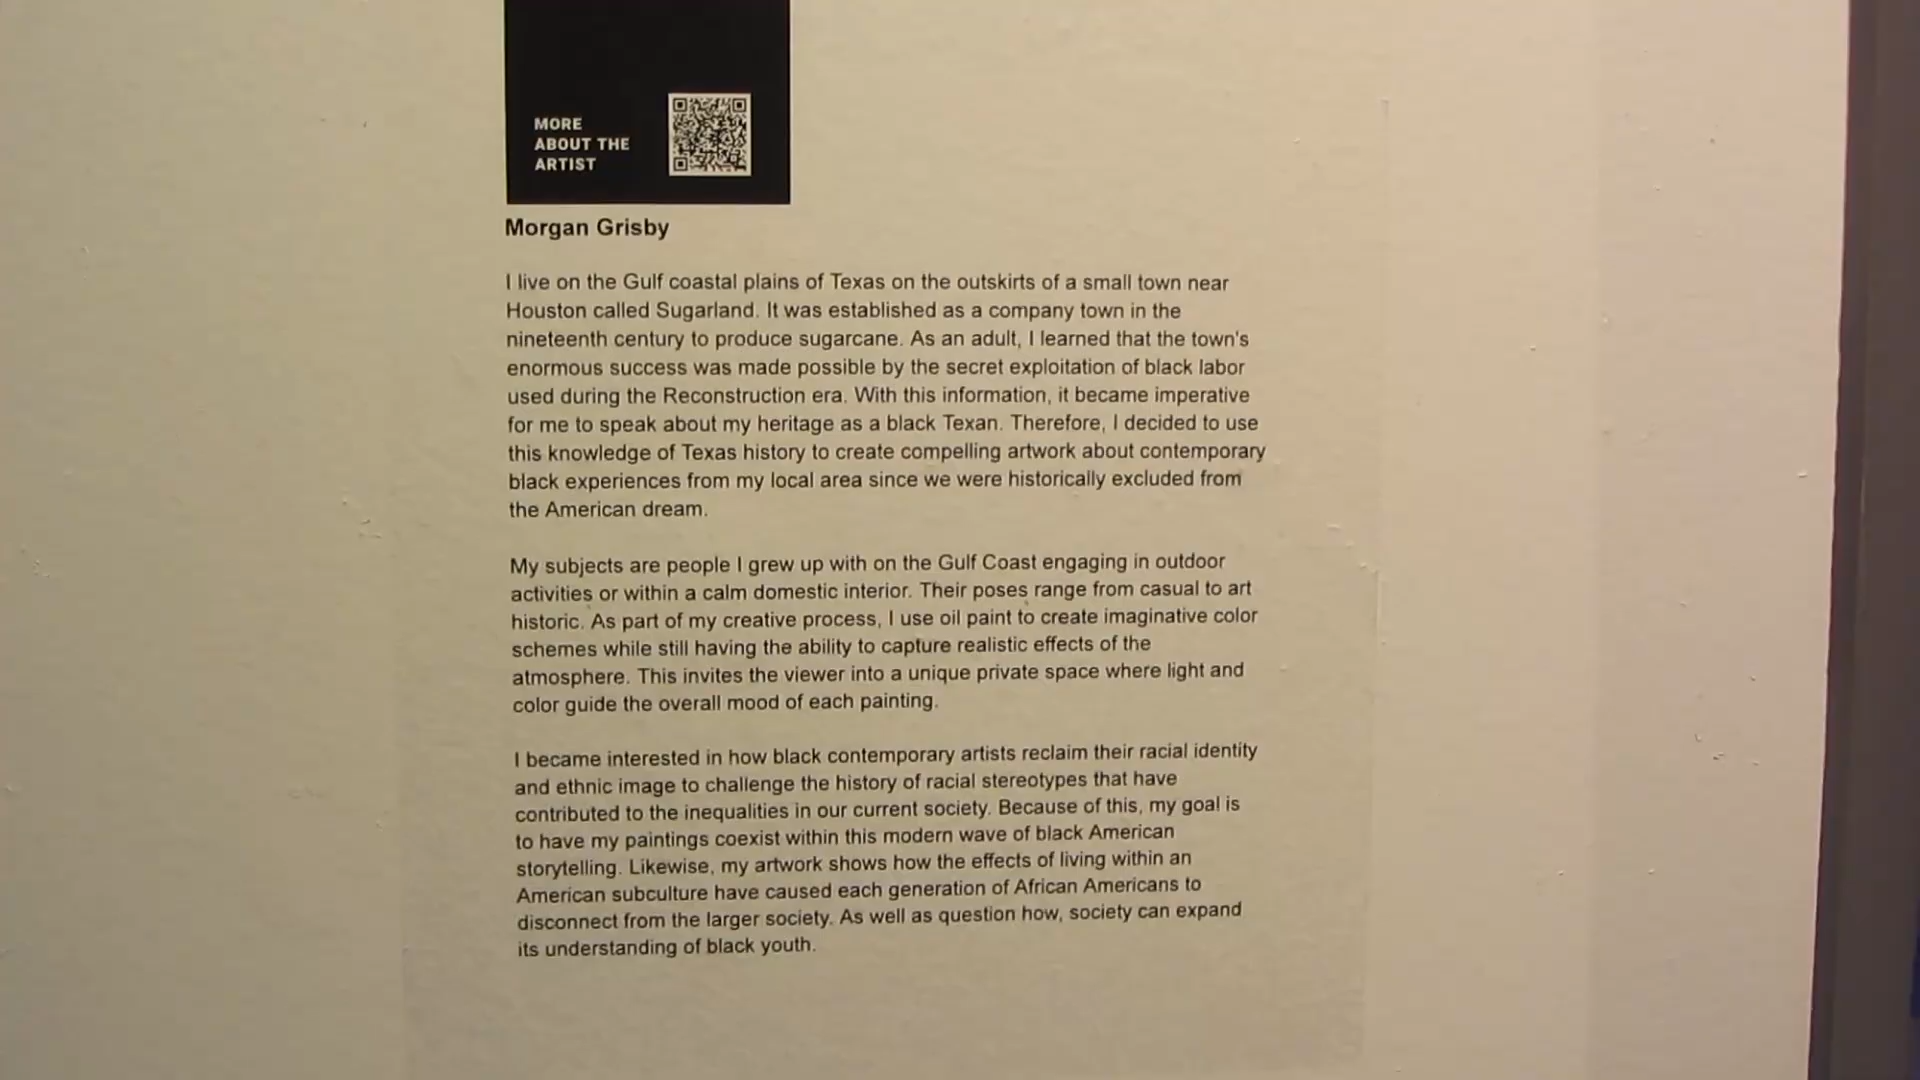 MORE
ABOUT THE
ARTIST
Morgan Grisby
I live on the Gulf coastal plains of Texas on the outskirts of a small town near
Houston called Sugarland. It was established as a company town in the
nineteenth century to produce sugarcane. As an adult, I learned that the town's
enormous success was made possible by the secret exploitation of black labor
used during the Reconstruction era. With this information, it became imperative
for me to speak about my heritage as a black Texan. Therefore, I decided to use
this knowledge of Texas history to create compelling artwork about contemporary
black experiences from my local area since we were historically excluded from
the American dream.
My subjects are people I grew up with on the Gulf Coast engaging in outdoor
activities or within a calm domestic interior. Their poses range from casual to art
historic. As part of my creative process, I use oil paint to create imaginative color
schemes while still having the ability to capture realistic effects of the
atmosphere. This invites the viewer into a unique private space where light and
color guide the overall mood of each painting.
I became interested in how black contemporary artists reclaim their racial identity
and ethnic image to challenge the history of racial stereotypes that have
contributed to the inequalities in our current society. Because of this, my goal is
to have my paintings coexist within this modern wave of black American
storytelling. Likewise, my artwork shows how the effects of living within an
American subculture have caused each generation of African Americans to
disconnect from the larger society. As well as question how, society can expand
its understanding of black youth.